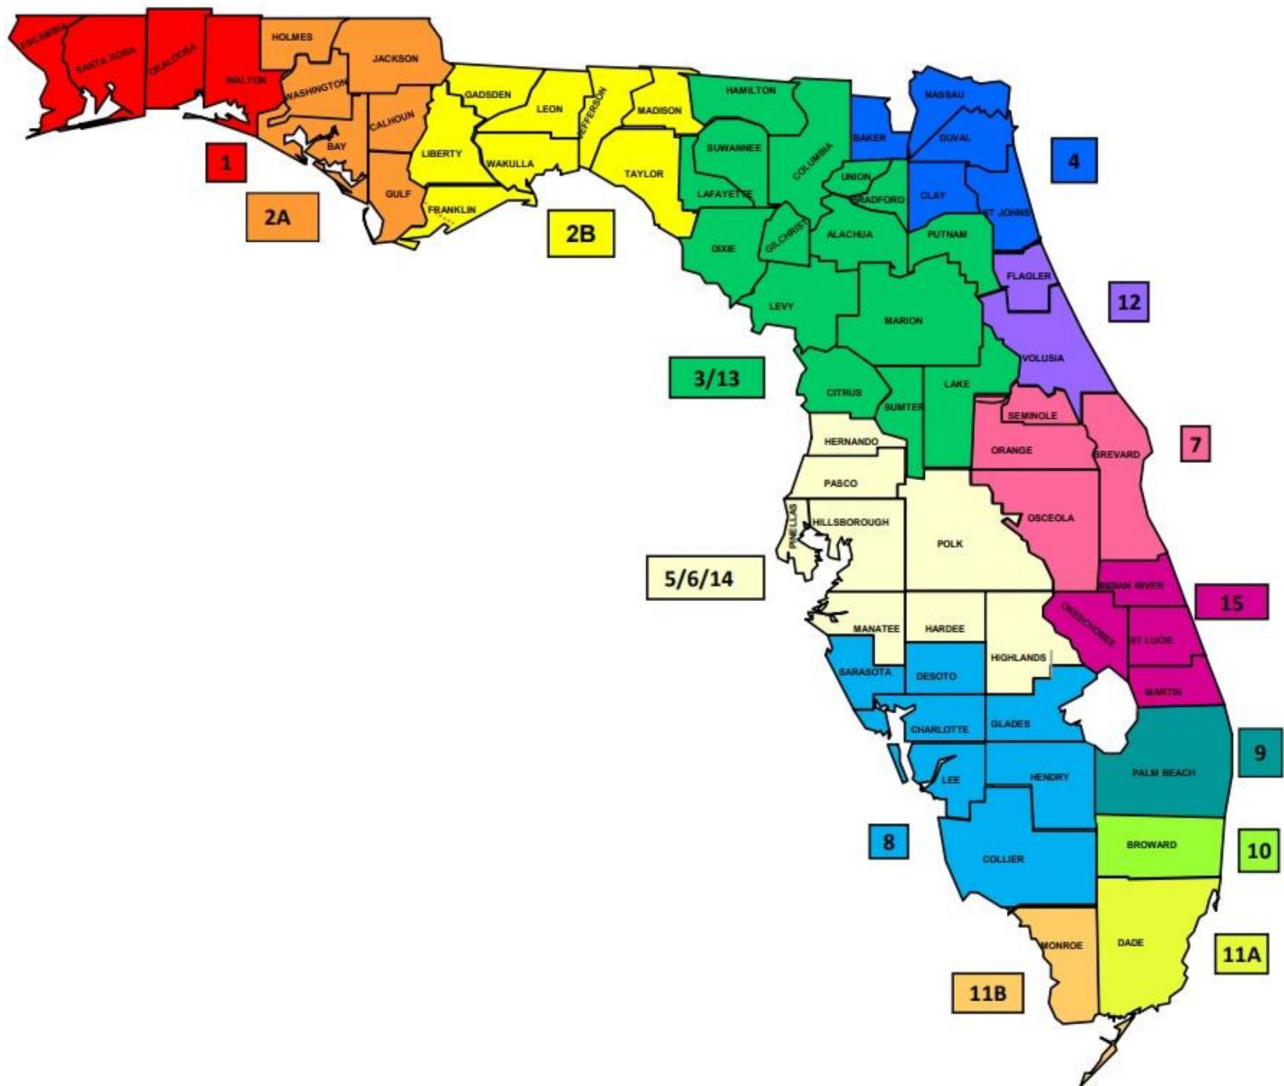 ESCAMBIA
SANTA ROSA
OKALOOSA
WALTON
HOLMES
JACKSON
WASHINGTON
CALHOUN
BAY
GULF
GADSDEN
LEON
JEFFERSON
MADISON
LIBERTY
WAKULLA
FRANKLIN
TAYLOR
1
2A
2B
HAMILTON
SUWANNEE
COLUMBIA
LAFAYETTE
UNION
BRADFORD
BAKER
NASSAU
DUVAL
CLAY
ST JOHNS
4
DIXIE
GILCHRIST
ALACHUA
PUTNAM
FLAGLER
LEVY
MARION
12
VOLUSIA
3/13
CITRUS
SUMTER
LAKE
SEMINOLE
HERNANDO
ORANGE
BREVARD
7
PASCO
PINELLAS
HILLSBOROUGH
POLK
OSCEOLA
5/6/14
INDIAN RIVER
15
MANATEE
HARDEE
OKEECHOBEE
ST LUCIE
HIGHLANDS
SARASOTA
DESOTO
MARTIN
CHARLOTTE
GLADES
9
LEE
HENDRY
PALM BEACH
8
COLLIER
BROWARD
10
MONROE
DADE
11A
11B